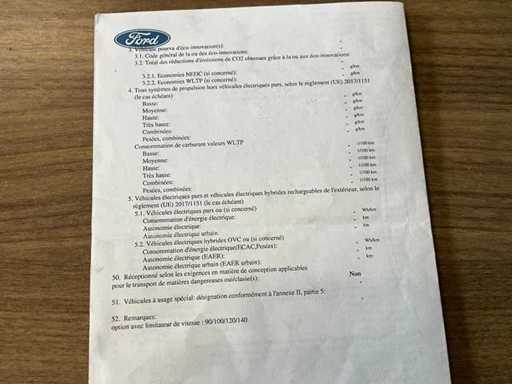 Ford
3. Véhicule pourvu d'éco-innovation(s): -
3.1. Code général de la ou des éco-innovations: -
3.2. Total des réductions d'émissions de CO2 obtenues grâce à la ou aux éco-innovations:
3.2.1. Economies NEDC (si concerné): - g/km
3.2.2. Economies WLTP (si concerné): - g/km
4. Tous systèmes de propulsion hors véhicules électriques purs, selon le règlement (UE) 2017/1151
(le cas échéant) - g/km
Basse: - g/km
Moyenne: - g/km
Haute: - g/km
Très haute: - g/km
Combinée: - g/km
Pesées, combinées:
Consommation de carburant valeurs WLTP - l/100 km
Basse: - l/100 km
Moyenne: - l/100 km
Haute: - l/100 km
Très haute: - l/100 km
Combinée: - l/100 km
Pesées, combinées:
5. Véhicules électriques purs et véhicules électriques hybrides rechargeables de l'extérieur, selon le
règlement (UE) 2017/1151 (le cas échéant)
5.1. Véhicules électriques purs ou (si concerné) - Wh/km
Consommation d'énergie électrique: - km
Autonomie électrique: - km
Autonomie électrique urbain:
5.2. Véhicules électriques hybrides OVC ou (si concerné) - Wh/km
Consommation d'énergie électrique(ECAC,Pesées): - km
Autonomie électrique (EAER): - km
Autonomie électrique urbain (EAER urbain):
50. Réceptionné selon les exigences en matière de conception applicables Non
pour le transport de matières dangereuses oui/classe(s): -
51. Véhicules à usage spécial: désignation conformément à l'annexe II, partie 5: -
52. Remarques:
option avec limitateur de vitesse : 90/100/120/140